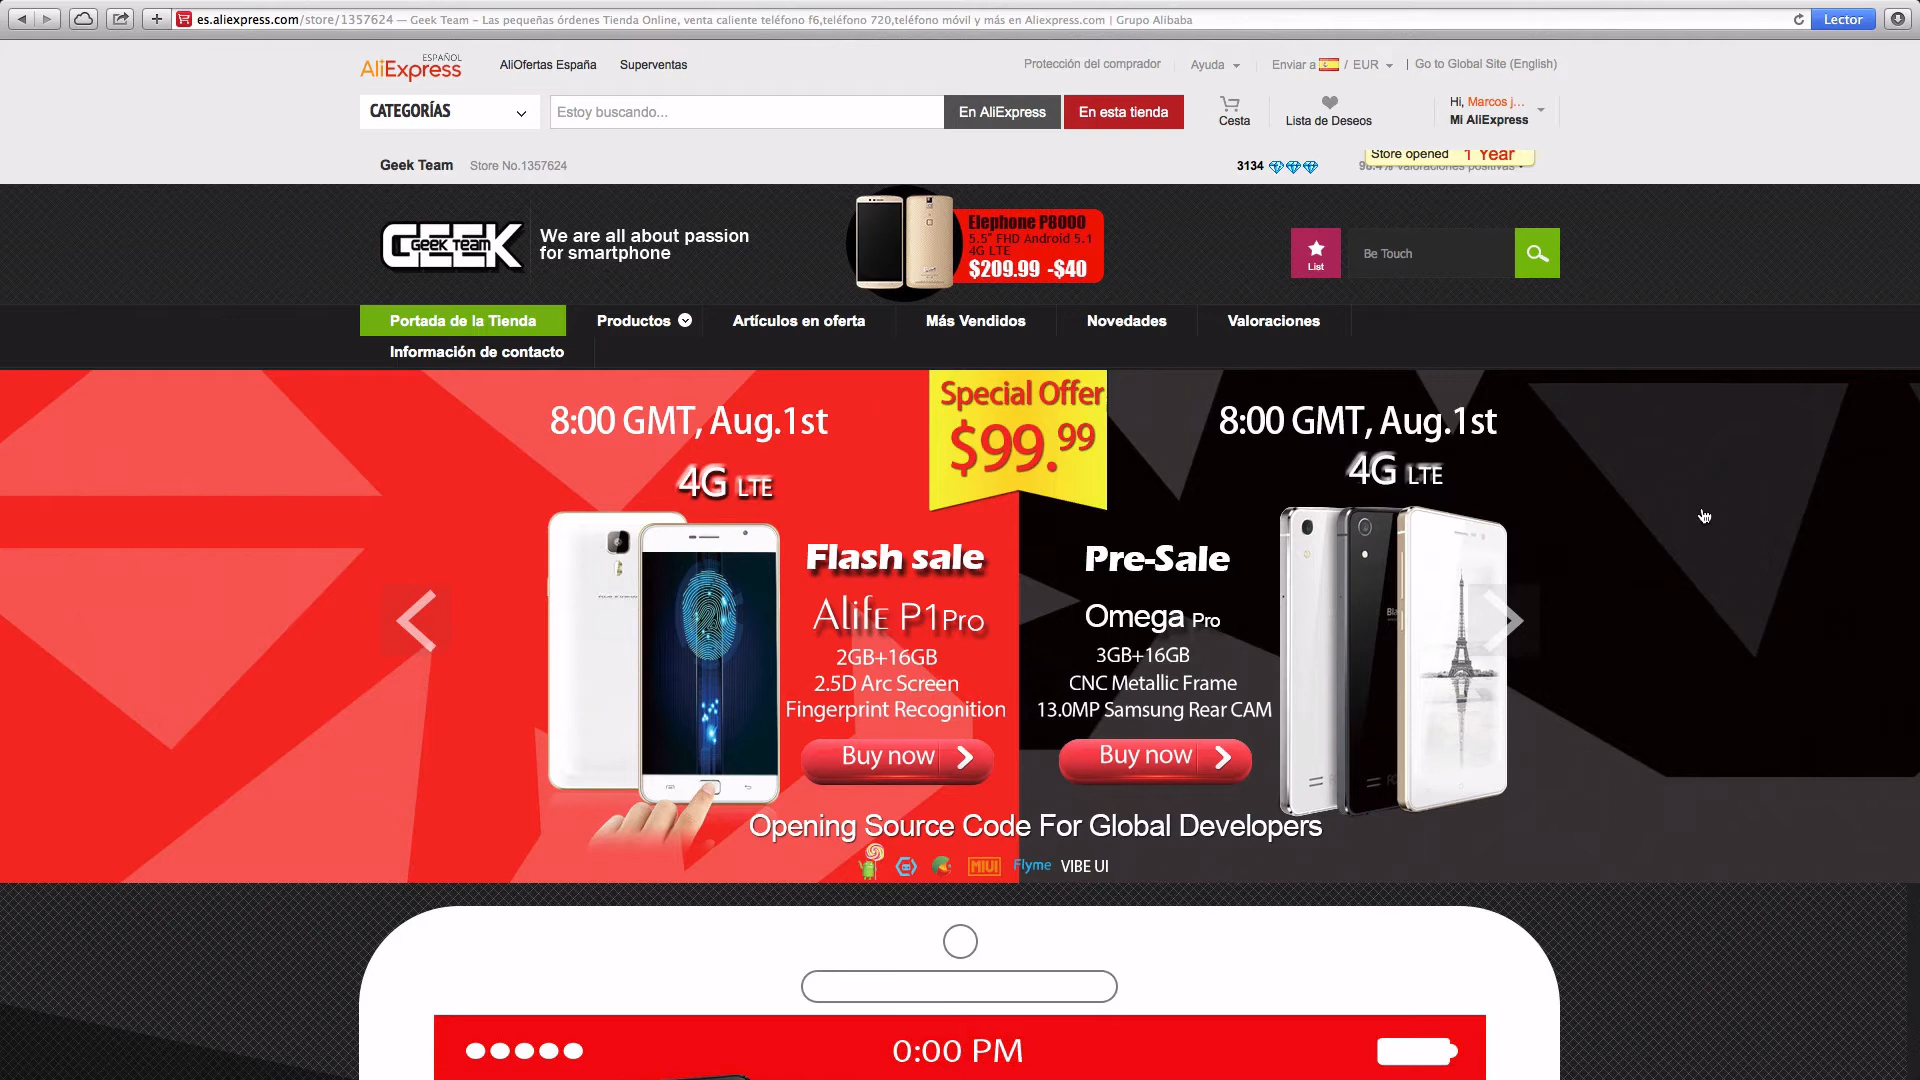 es.aliexpress.com/store/1357624 — Geek Team – Las pequeñas órdenes Tienda Online, venta caliente teléfono f6,teléfono 720,teléfono móvil y más en Aliexpress.com | Grupo Alibaba
Lector
ESPAÑOL
AliExpress
AliOfertas España
Superventas
Protección del comprador
Ayuda
Enviar a / EUR
Go to Global Site (English)
CATEGORÍAS
Estoy buscando...
En AliExpress
En esta tienda
Cesta
Lista de Deseos
Hi, Marcos j...
Mi AliExpress
Geek Team
Store No.1357624
3134
Store opened 1 Year
GEEK
GEEK TEAM
We are all about passion
for smartphone
Elephone P8000
5.5" FHD Android 5.1
4G LTE
$209.99 -$40
List
Be Touch
Portada de la Tienda
Productos
Artículos en oferta
Más Vendidos
Novedades
Valoraciones
Información de contacto
Special Offer
$99.99
8:00 GMT, Aug.1st
4G LTE
Flash sale
Alife P1Pro
2GB+16GB
2.5D Arc Screen
Fingerprint Recognition
Buy now
8:00 GMT, Aug.1st
4G LTE
Pre-Sale
Omega Pro
3GB+16GB
CNC Metallic Frame
13.0MP Samsung Rear CAM
Buy now
Opening Source Code For Global Developers
MIUI
Flyme
VIBE UI
0:00 PM